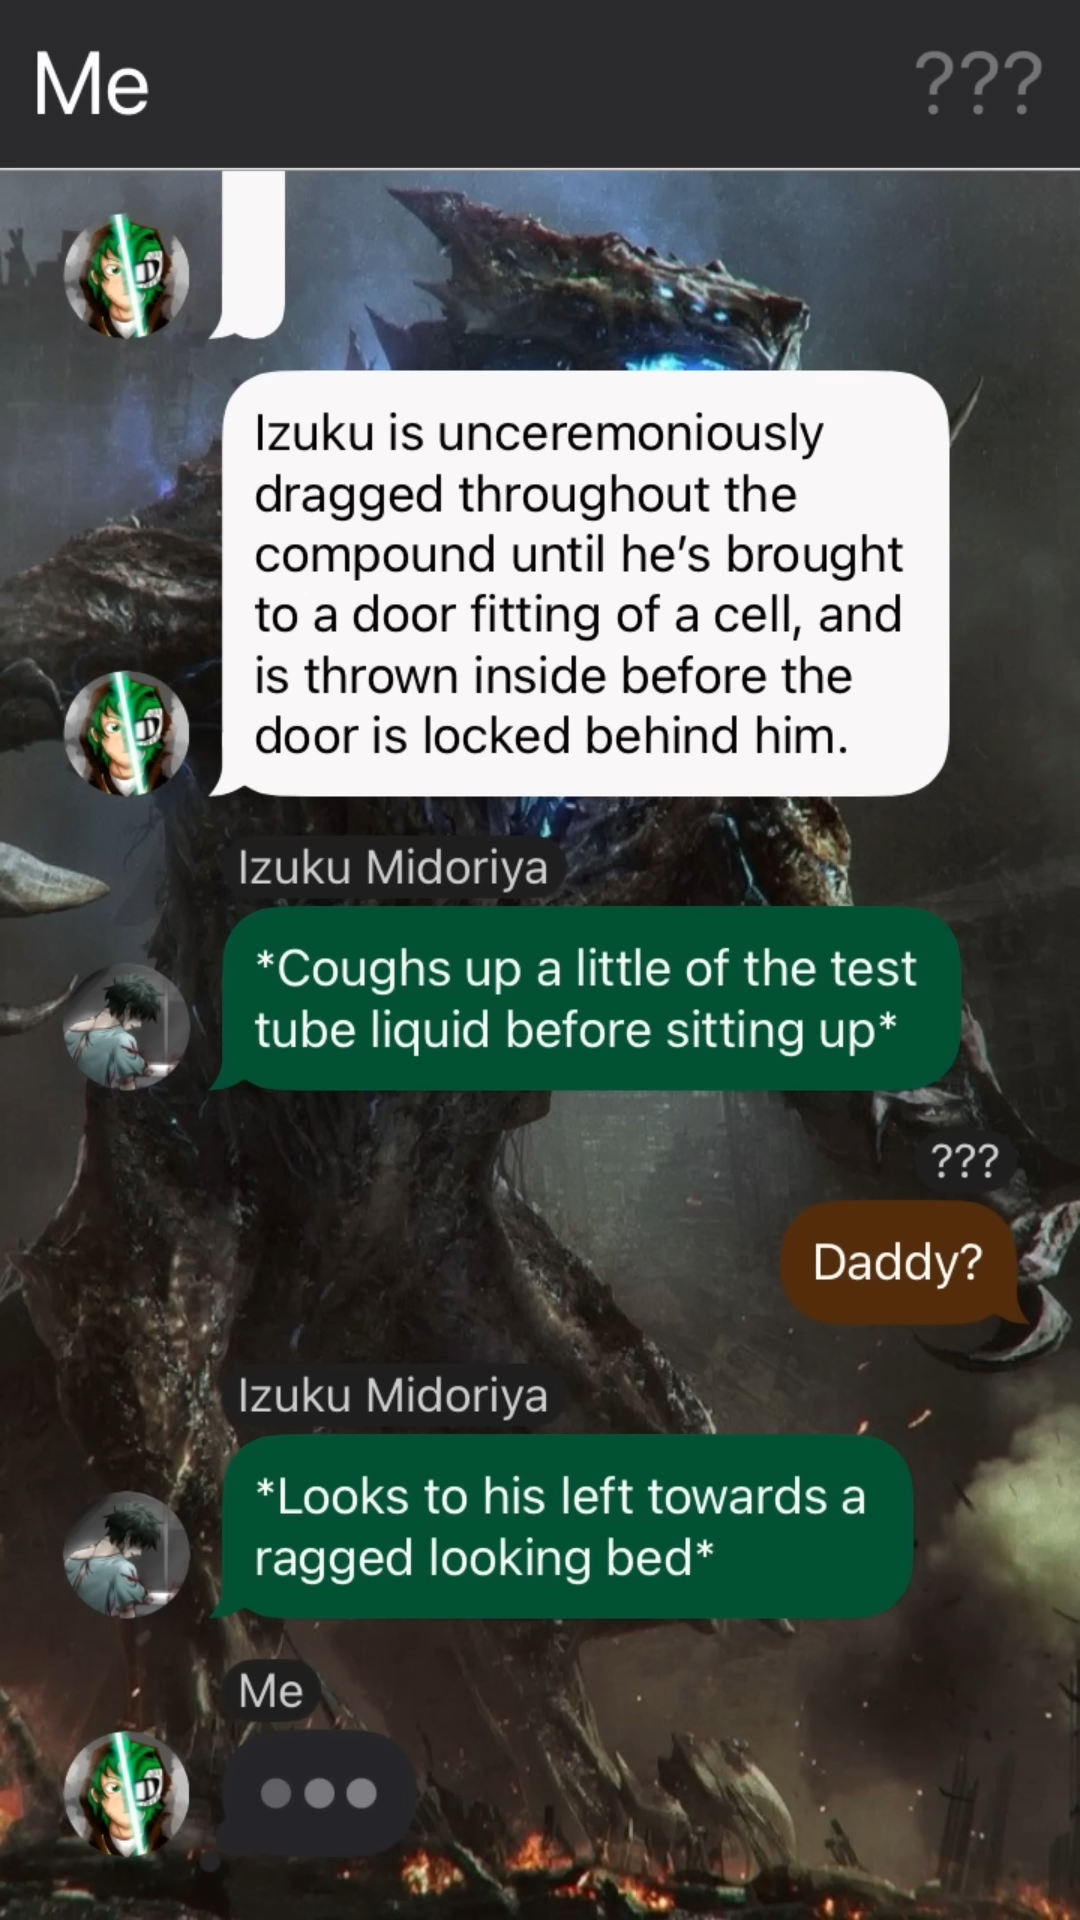 Me
???
Izuku is unceremoniously
dragged throughout the
compound until he’s brought
to a door fitting of a cell, and
is thrown inside before the
door is locked behind him.
Izuku Midoriya
*Coughs up a little of the test
tube liquid before sitting up*
???
Daddy?
Izuku Midoriya
*Looks to his left towards a
ragged looking bed*
Me